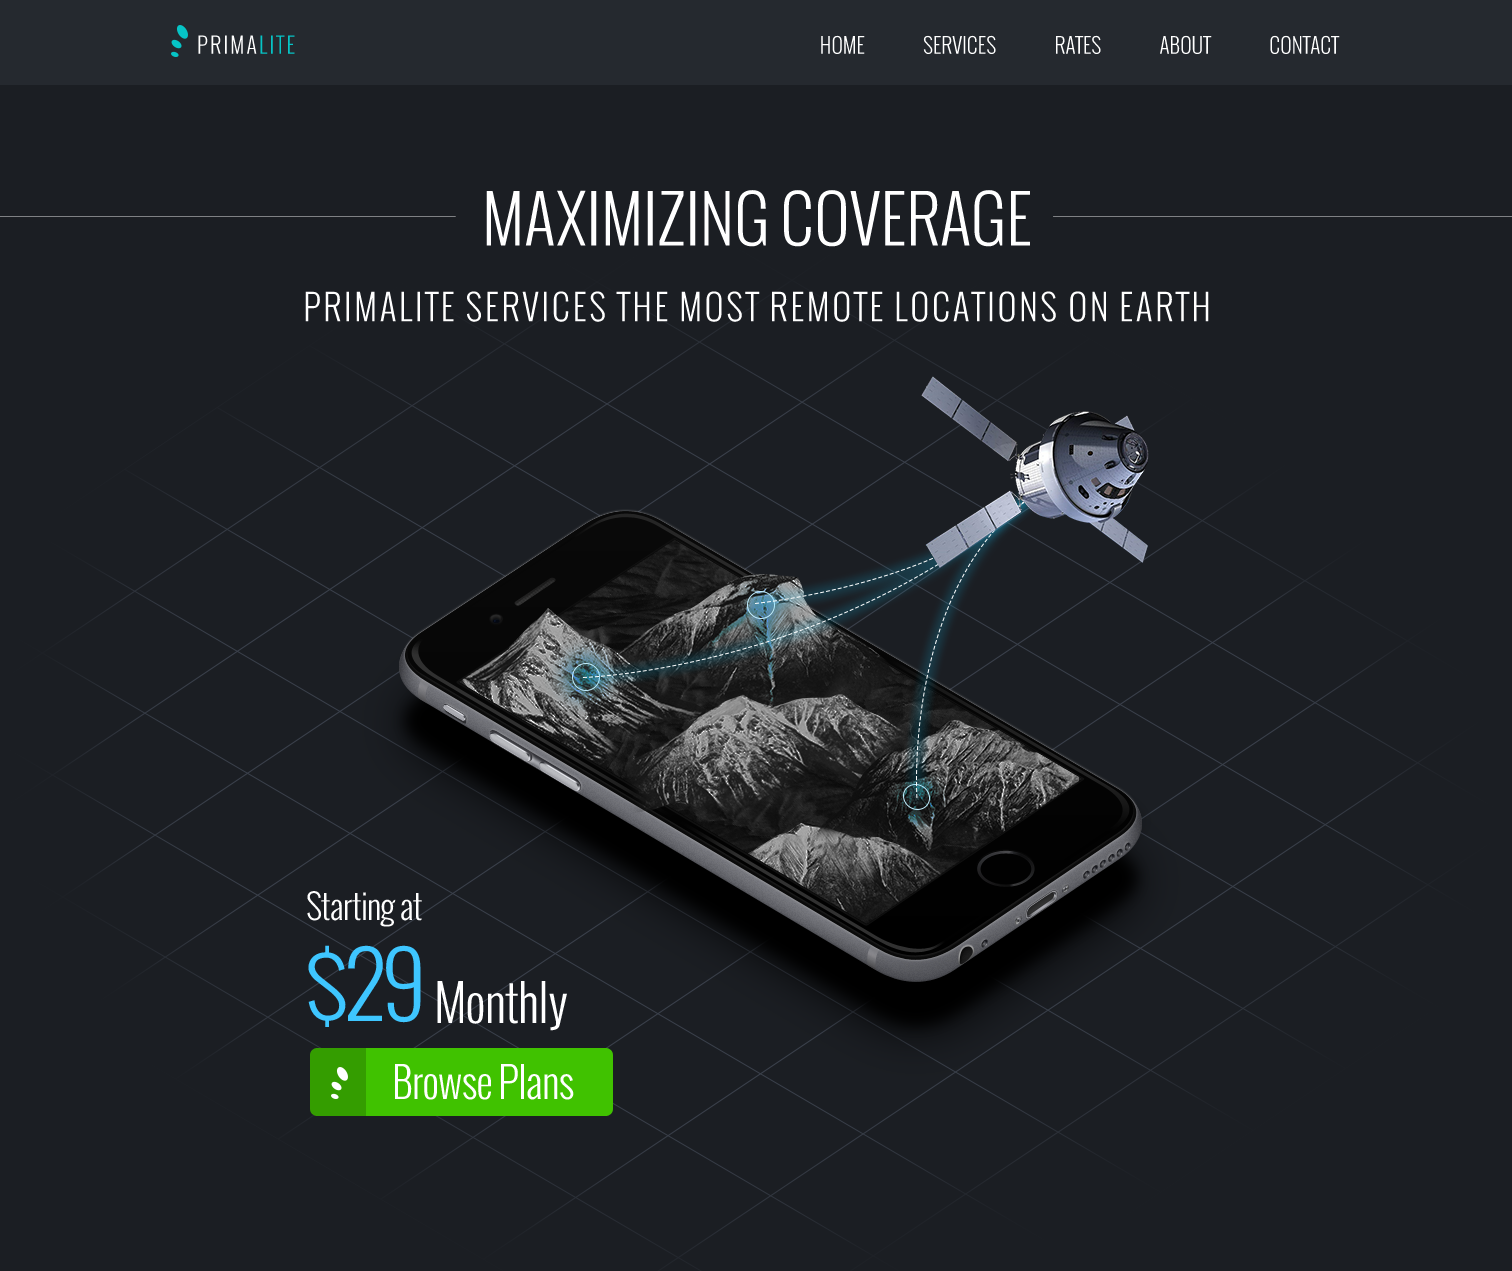 PRIMALITE
HOME SERVICES RATES ABOUT CONTACT
MAXIMIZING COVERAGE
PRIMALITE SERVICES THE MOST REMOTE LOCATIONS ON EARTH
Starting at
$29 Monthly
Browse Plans